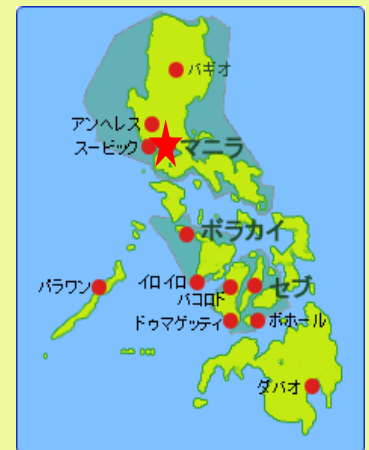 バギオ
アンヘレス
スービック
マニラ
ボラカイ
パラワン
イロイロ
バコロド
セブ
ドゥマゲッティ
ボホール
ダバオ